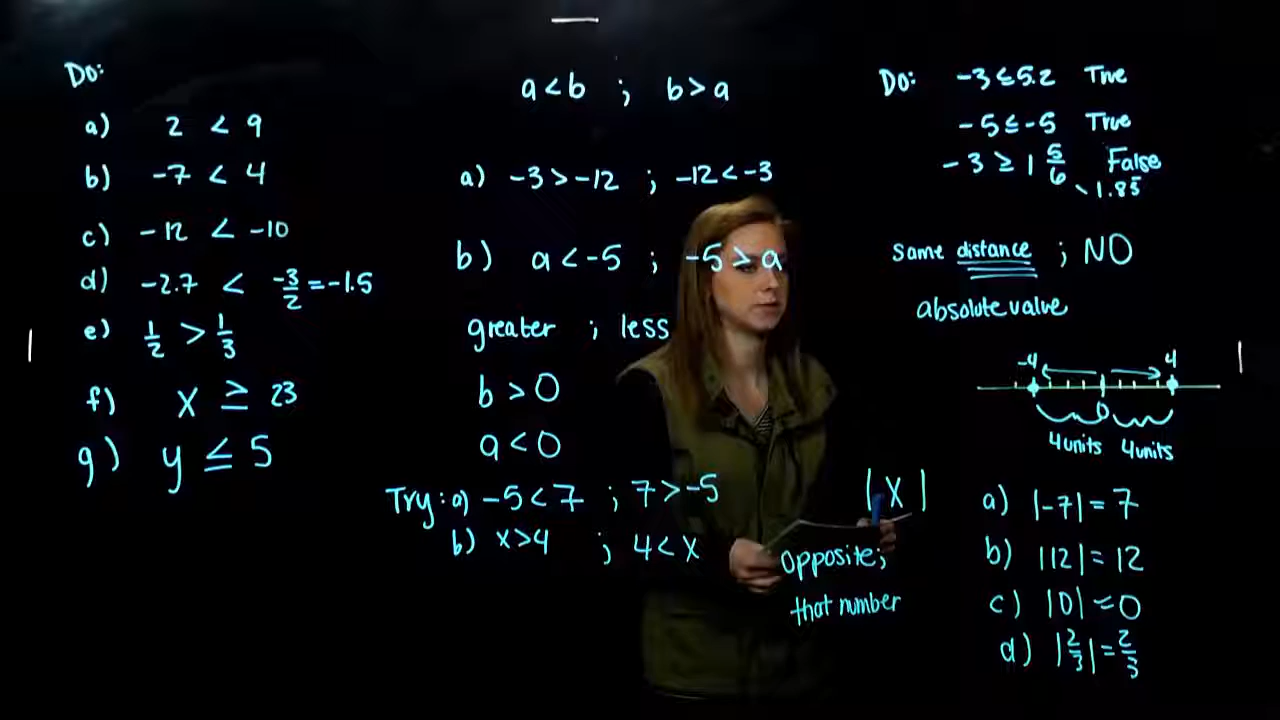 Do:
a) 2 < 9
b) -7 < 4
c) -12 < -10
d) -2.7 < -3/2 = -1.5
e) 1/2 > 1/3
f) x ≥ 23
g) y ≤ 5
a<b ; b>a
a) -3>-12 ; -12<-3
b) a<-5 ; -5>a
greater ; less
b>0
a<0
Try: a) -5<7 ; 7>-5
b) x>4 ; 4<x
Do: -3≤5.2 True
-5≤-5 True
-3≥1 5/6 False
1.83̅
same distance ; NO
absolute value
-4 4
0
4units 4units
|x|
opposite;
that number
a) |-7|=7
b) |12|=12
c) |0|=0
d) |2/3|=2/3